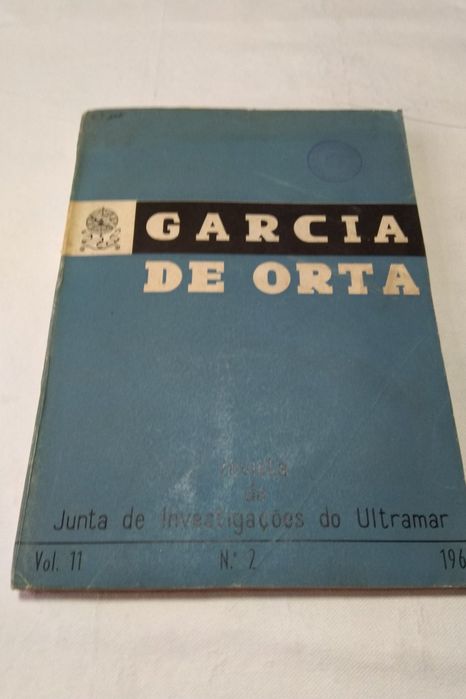 GARCIA
DE ORTA
revista
da
Junta de Investigações do Ultramar
Vol. 11 N.º 2 196